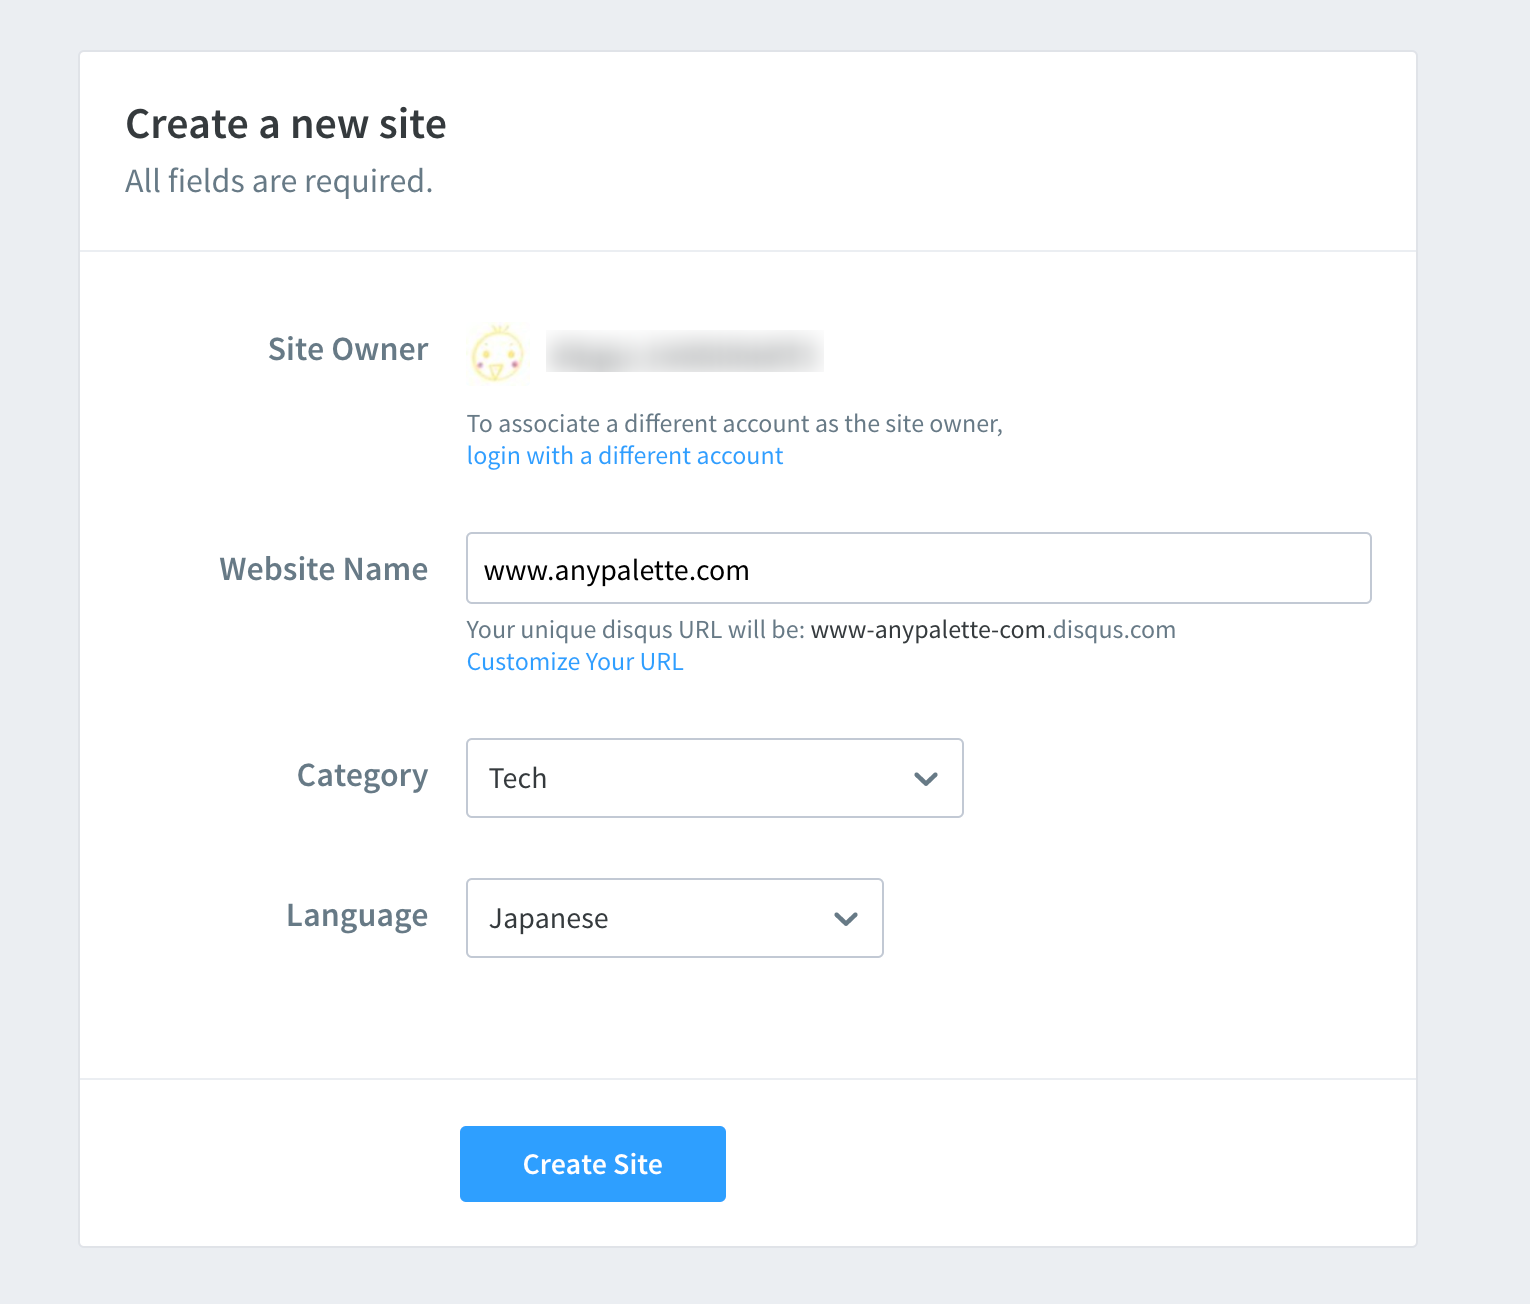 Create a new site
All fields are required.
Site Owner
To associate a different account as the site owner,
login with a different account
Website Name
www.anypalette.com
Your unique disqus URL will be: www-anypalette-com.disqus.com
Customize Your URL
Category
Tech
Language
Japanese
Create Site